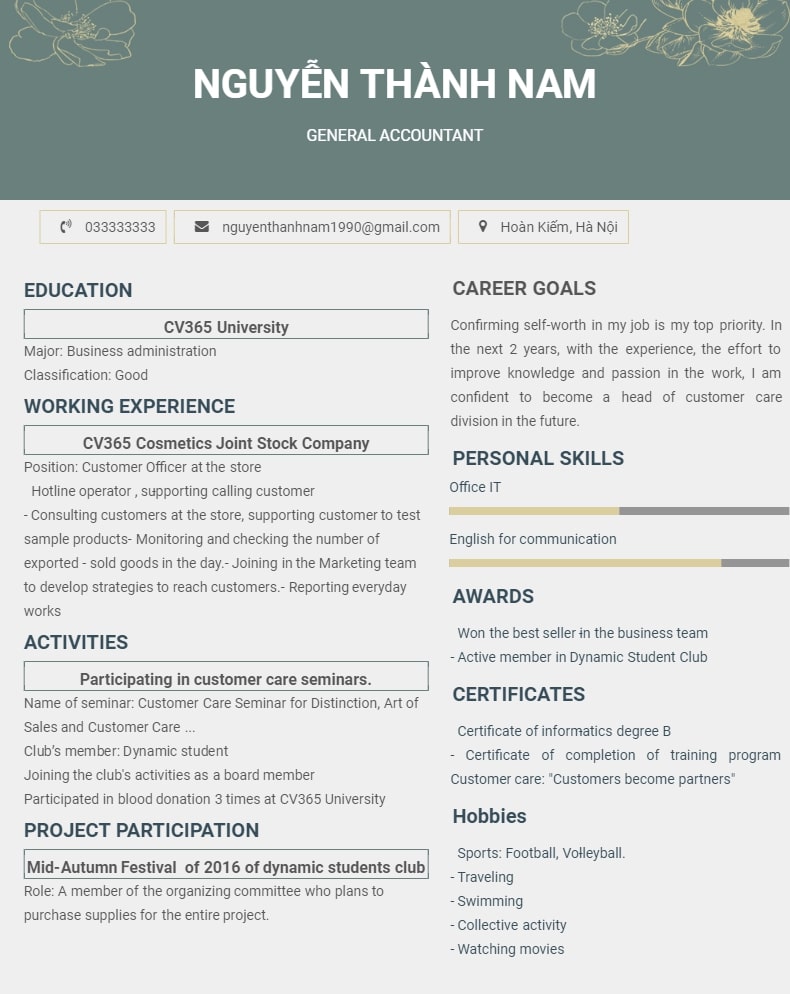 NGUYỄN THÀNH NAM
GENERAL ACCOUNTANT
033333333
nguyenthanhnam1990@gmail.com
Hoàn Kiếm, Hà Nội
EDUCATION
CV365 University
Major: Business administration
Classification: Good
WORKING EXPERIENCE
CV365 Cosmetics Joint Stock Company
Position: Customer Officer at the store
Hotline operator , supporting calling customer
- Consulting customers at the store, supporting customer to test
sample products- Monitoring and checking the number of
exported - sold goods in the day.- Joining in the Marketing team
to develop strategies to reach customers.- Reporting everyday
works
ACTIVITIES
Participating in customer care seminars.
Name of seminar: Customer Care Seminar for Distinction, Art of
Sales and Customer Care ...
Club's member: Dynamic student
Joining the club's activities as a board member
Participated in blood donation 3 times at CV365 University
PROJECT PARTICIPATION
Mid-Autumn Festival of 2016 of dynamic students club
Role: A member of the organizing committee who plans to
purchase supplies for the entire project.
CAREER GOALS
Confirming self-worth in my job is my top priority. In
the next 2 years, with the experience, the effort to
improve knowledge and passion in the work, I am
confident to become a head of customer care
division in the future.
PERSONAL SKILLS
Office IT
English for communication
AWARDS
Won the best seller in the business team
- Active member in Dynamic Student Club
CERTIFICATES
Certificate of informatics degree B
- Certificate of completion of training program
Customer care: "Customers become partners"
Hobbies
Sports: Football, Volleyball.
- Traveling
- Swimming
- Collective activity
- Watching movies